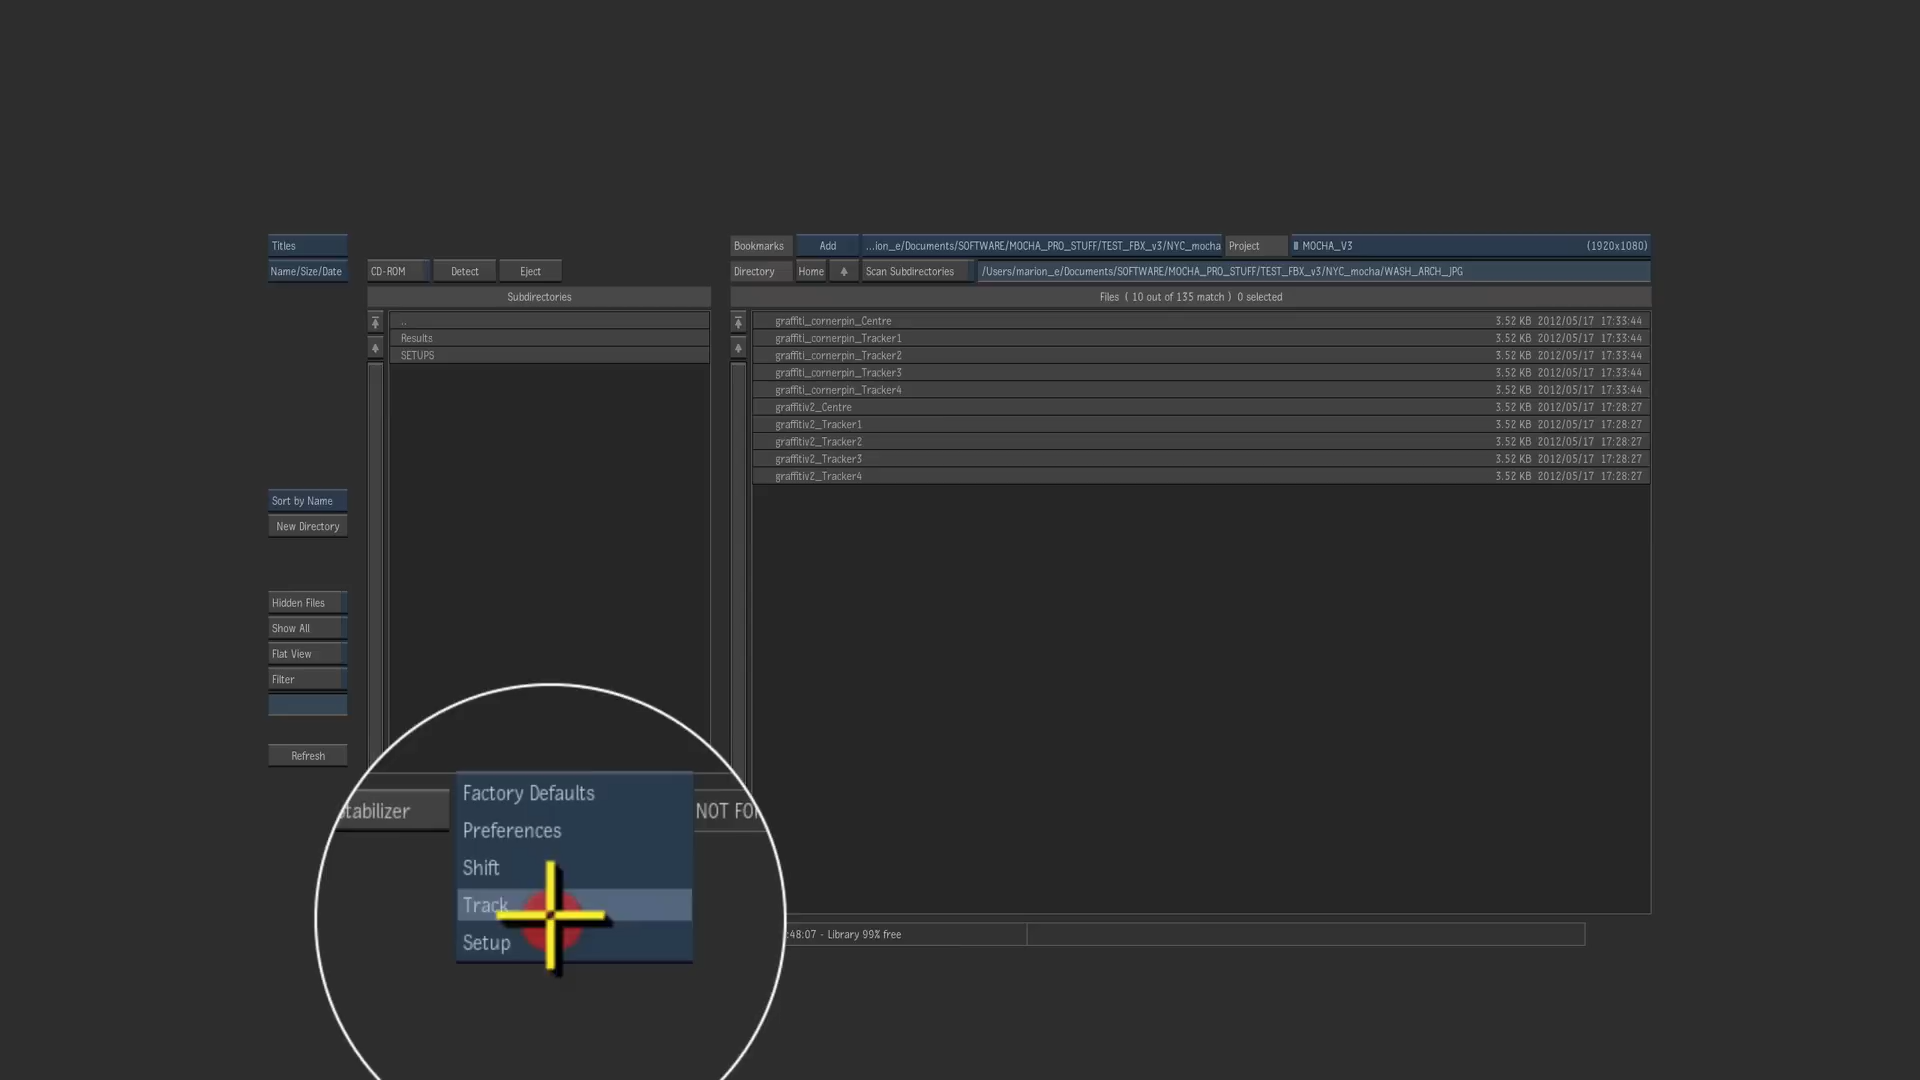 Titles
Bookmarks Add ...ion_e/Documents/SOFTWARE/MOCHA_PRO_STUFF/TEST_FBX_v3/NYC_mocha Project MOCHA_V3 (1920x1080)
Name/Size/Date CD-ROM Detect Eject Directory Home Scan Subdirectories /Users/marion_e/Documents/SOFTWARE/MOCHA_PRO_STUFF/TEST_FBX_v3/NYC_mocha/WASH_ARCH_JPG
Subdirectories Files ( 10 out of 135 match ) 0 selected
.. graffiti_cornerpin_Centre 3.52 KB 2012/05/17 17:33:44
Results graffiti_cornerpin_Tracker1 3.52 KB 2012/05/17 17:33:44
SETUPS graffiti_cornerpin_Tracker2 3.52 KB 2012/05/17 17:33:44
graffiti_cornerpin_Tracker3 3.52 KB 2012/05/17 17:33:44
graffiti_cornerpin_Tracker4 3.52 KB 2012/05/17 17:33:44
graffitiv2_Centre 3.52 KB 2012/05/17 17:28:27
graffitiv2_Tracker1 3.52 KB 2012/05/17 17:28:27
graffitiv2_Tracker2 3.52 KB 2012/05/17 17:28:27
graffitiv2_Tracker3 3.52 KB 2012/05/17 17:28:27
graffitiv2_Tracker4 3.52 KB 2012/05/17 17:28:27
Sort by Name
New Directory
Hidden Files
Show All
Flat View
Filter
Refresh
Factory Defaults
tabilizer NOT FO
Preferences
Shift
Track
Setup
:48:07 - Library 99% free